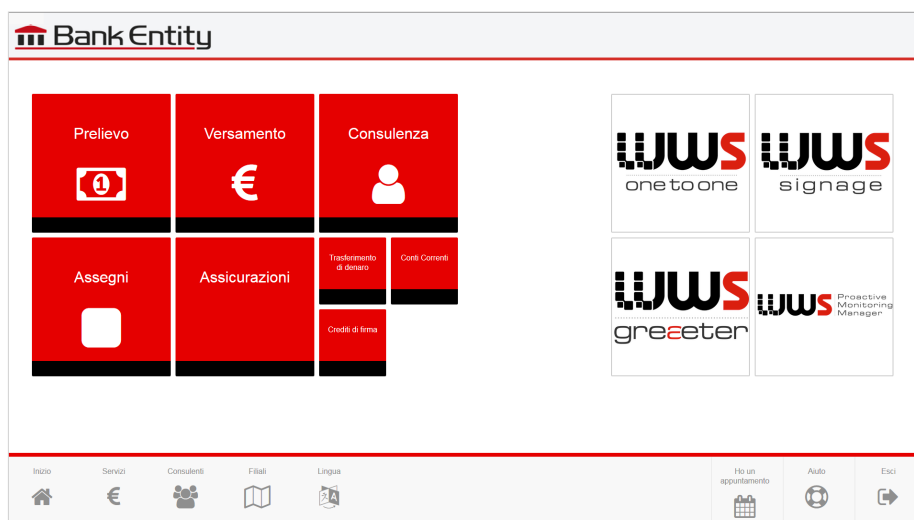 Bank Entity
Prelievo
1
Versamento
€
Consulenza
Assegni
Assicurazioni
Trasferimento
di denaro
Conti Correnti
Crediti di firma
WWS
one to one
WWS
signage
WWS
greeeter
WWS
Proactive
Monitoring
Manager
Inizio
Servizi
€
Consulenti
Filiali
Lingua
A
Ho un
appuntamento
Aiuto
Esci